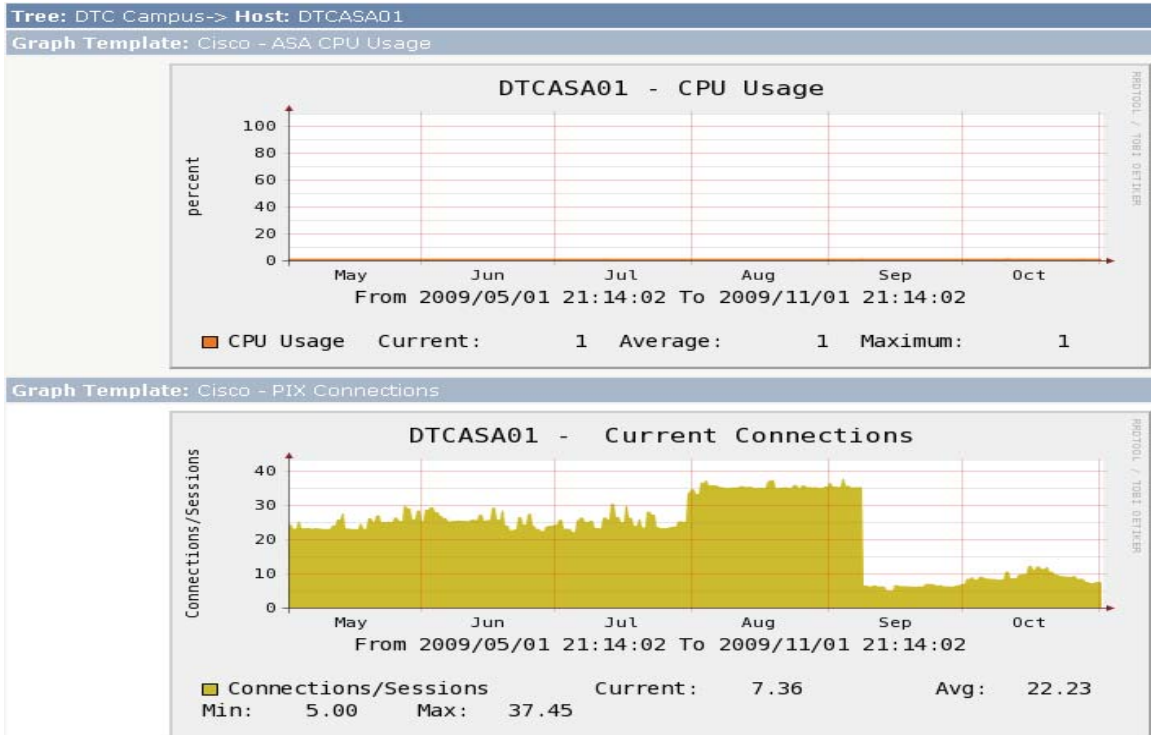 Tree: DTC Campus-> Host: DTCASA01
Graph Template: Cisco - ASA CPU Usage
DTCASA01 - CPU Usage
RRDTOOL / TOBI OETIKER
percent
100
80
60
40
20
0
May Jun Jul Aug Sep Oct
From 2009/05/01 21:14:02 To 2009/11/01 21:14:02
CPU Usage Current: 1 Average: 1 Maximum: 1
Graph Template: Cisco - PIX Connections
DTCASA01 - Current Connections
RRDTOOL / TOBI OETIKER
Connections/Sessions
40
30
20
10
0
May Jun Jul Aug Sep Oct
From 2009/05/01 21:14:02 To 2009/11/01 21:14:02
Connections/Sessions Current: 7.36 Avg: 22.23
Min: 5.00 Max: 37.45